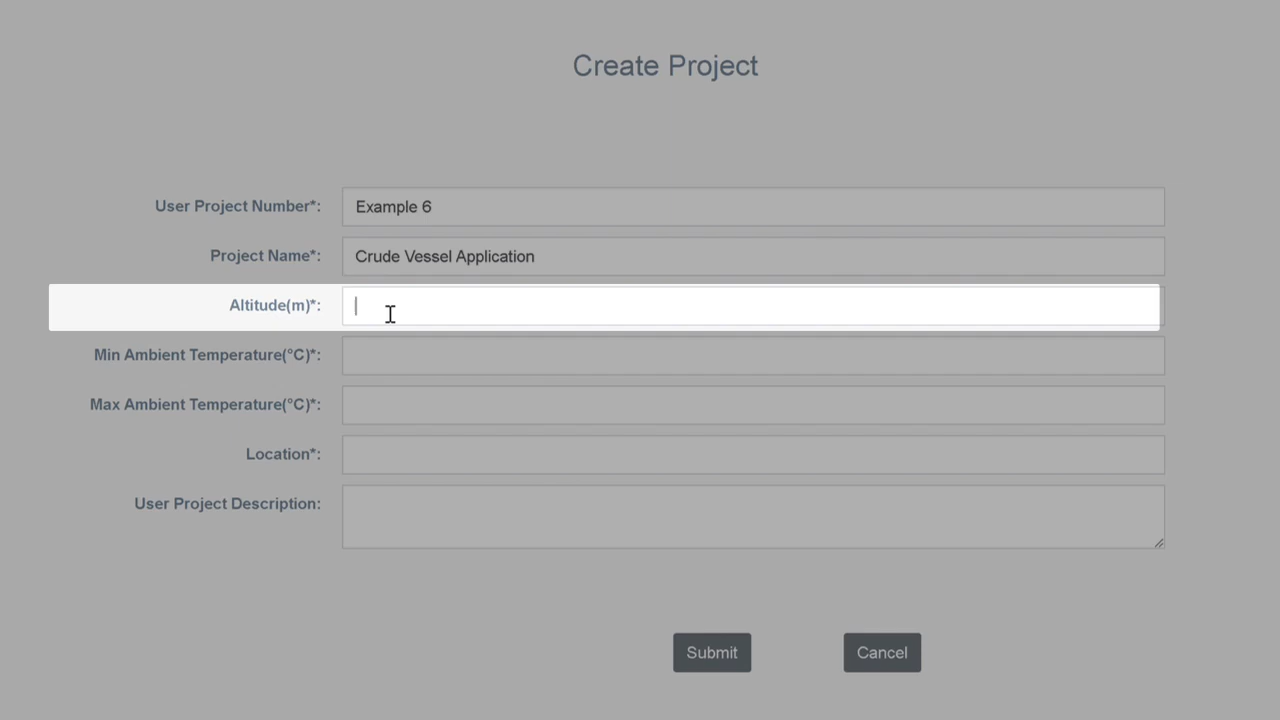 Create Project
User Project Number*: Example 6
Project Name*: Crude Vessel Application
Altitude(m)*:
Min Ambient Temperature(°C)*:
Max Ambient Temperature(°C)*:
Location*:
User Project Description:
Submit Cancel